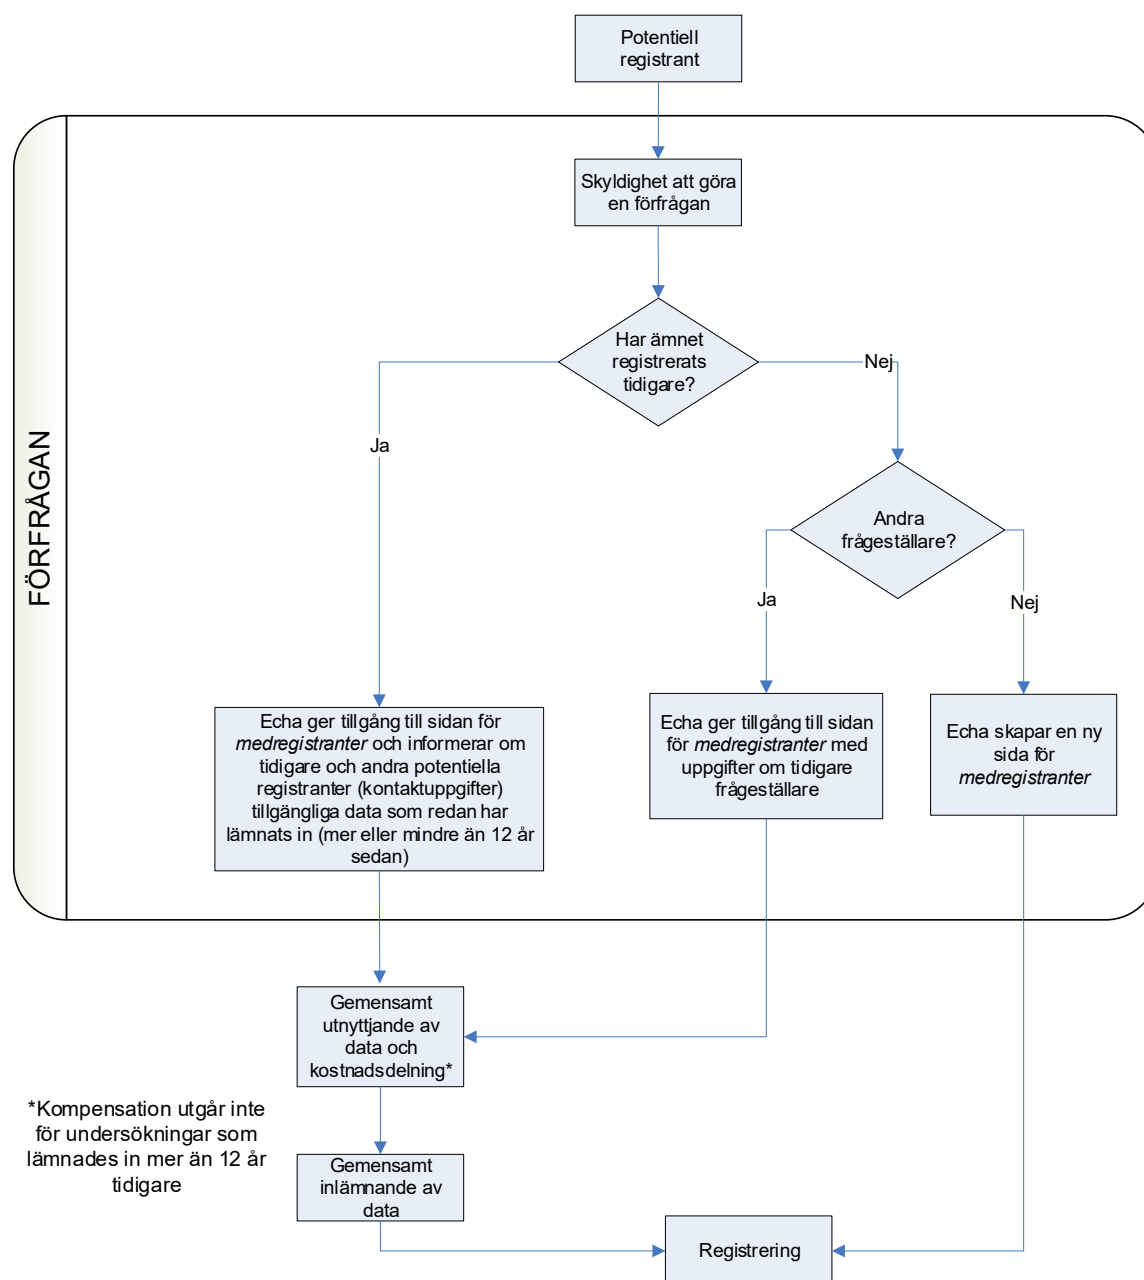 Potentiell
registrant
Skyldighet att göra
en förfrågan
Har ämnet
registrerats
tidigare?
Nej
Ja
Andra
frågeställare?
Ja
Nej
FÖRFRÅGAN
Echa ger tillgång till sidan för
medregistranter och informerar om
tidigare och andra potentiella
registranter (kontaktuppgifter)
tillgängliga data som redan har
lämnats in (mer eller mindre än 12 år
sedan)
Echa ger tillgång till sidan
för medregistranter med
uppgifter om tidigare
frågeställare
Echa skapar en ny
sida för
medregistranter
Gemensamt
utnyttjande av
data och
kostnadsdelning*
*Kompensation utgår inte
för undersökningar som
lämnades in mer än 12 år
tidigare
Gemensamt
inlämnande av
data
Registrering